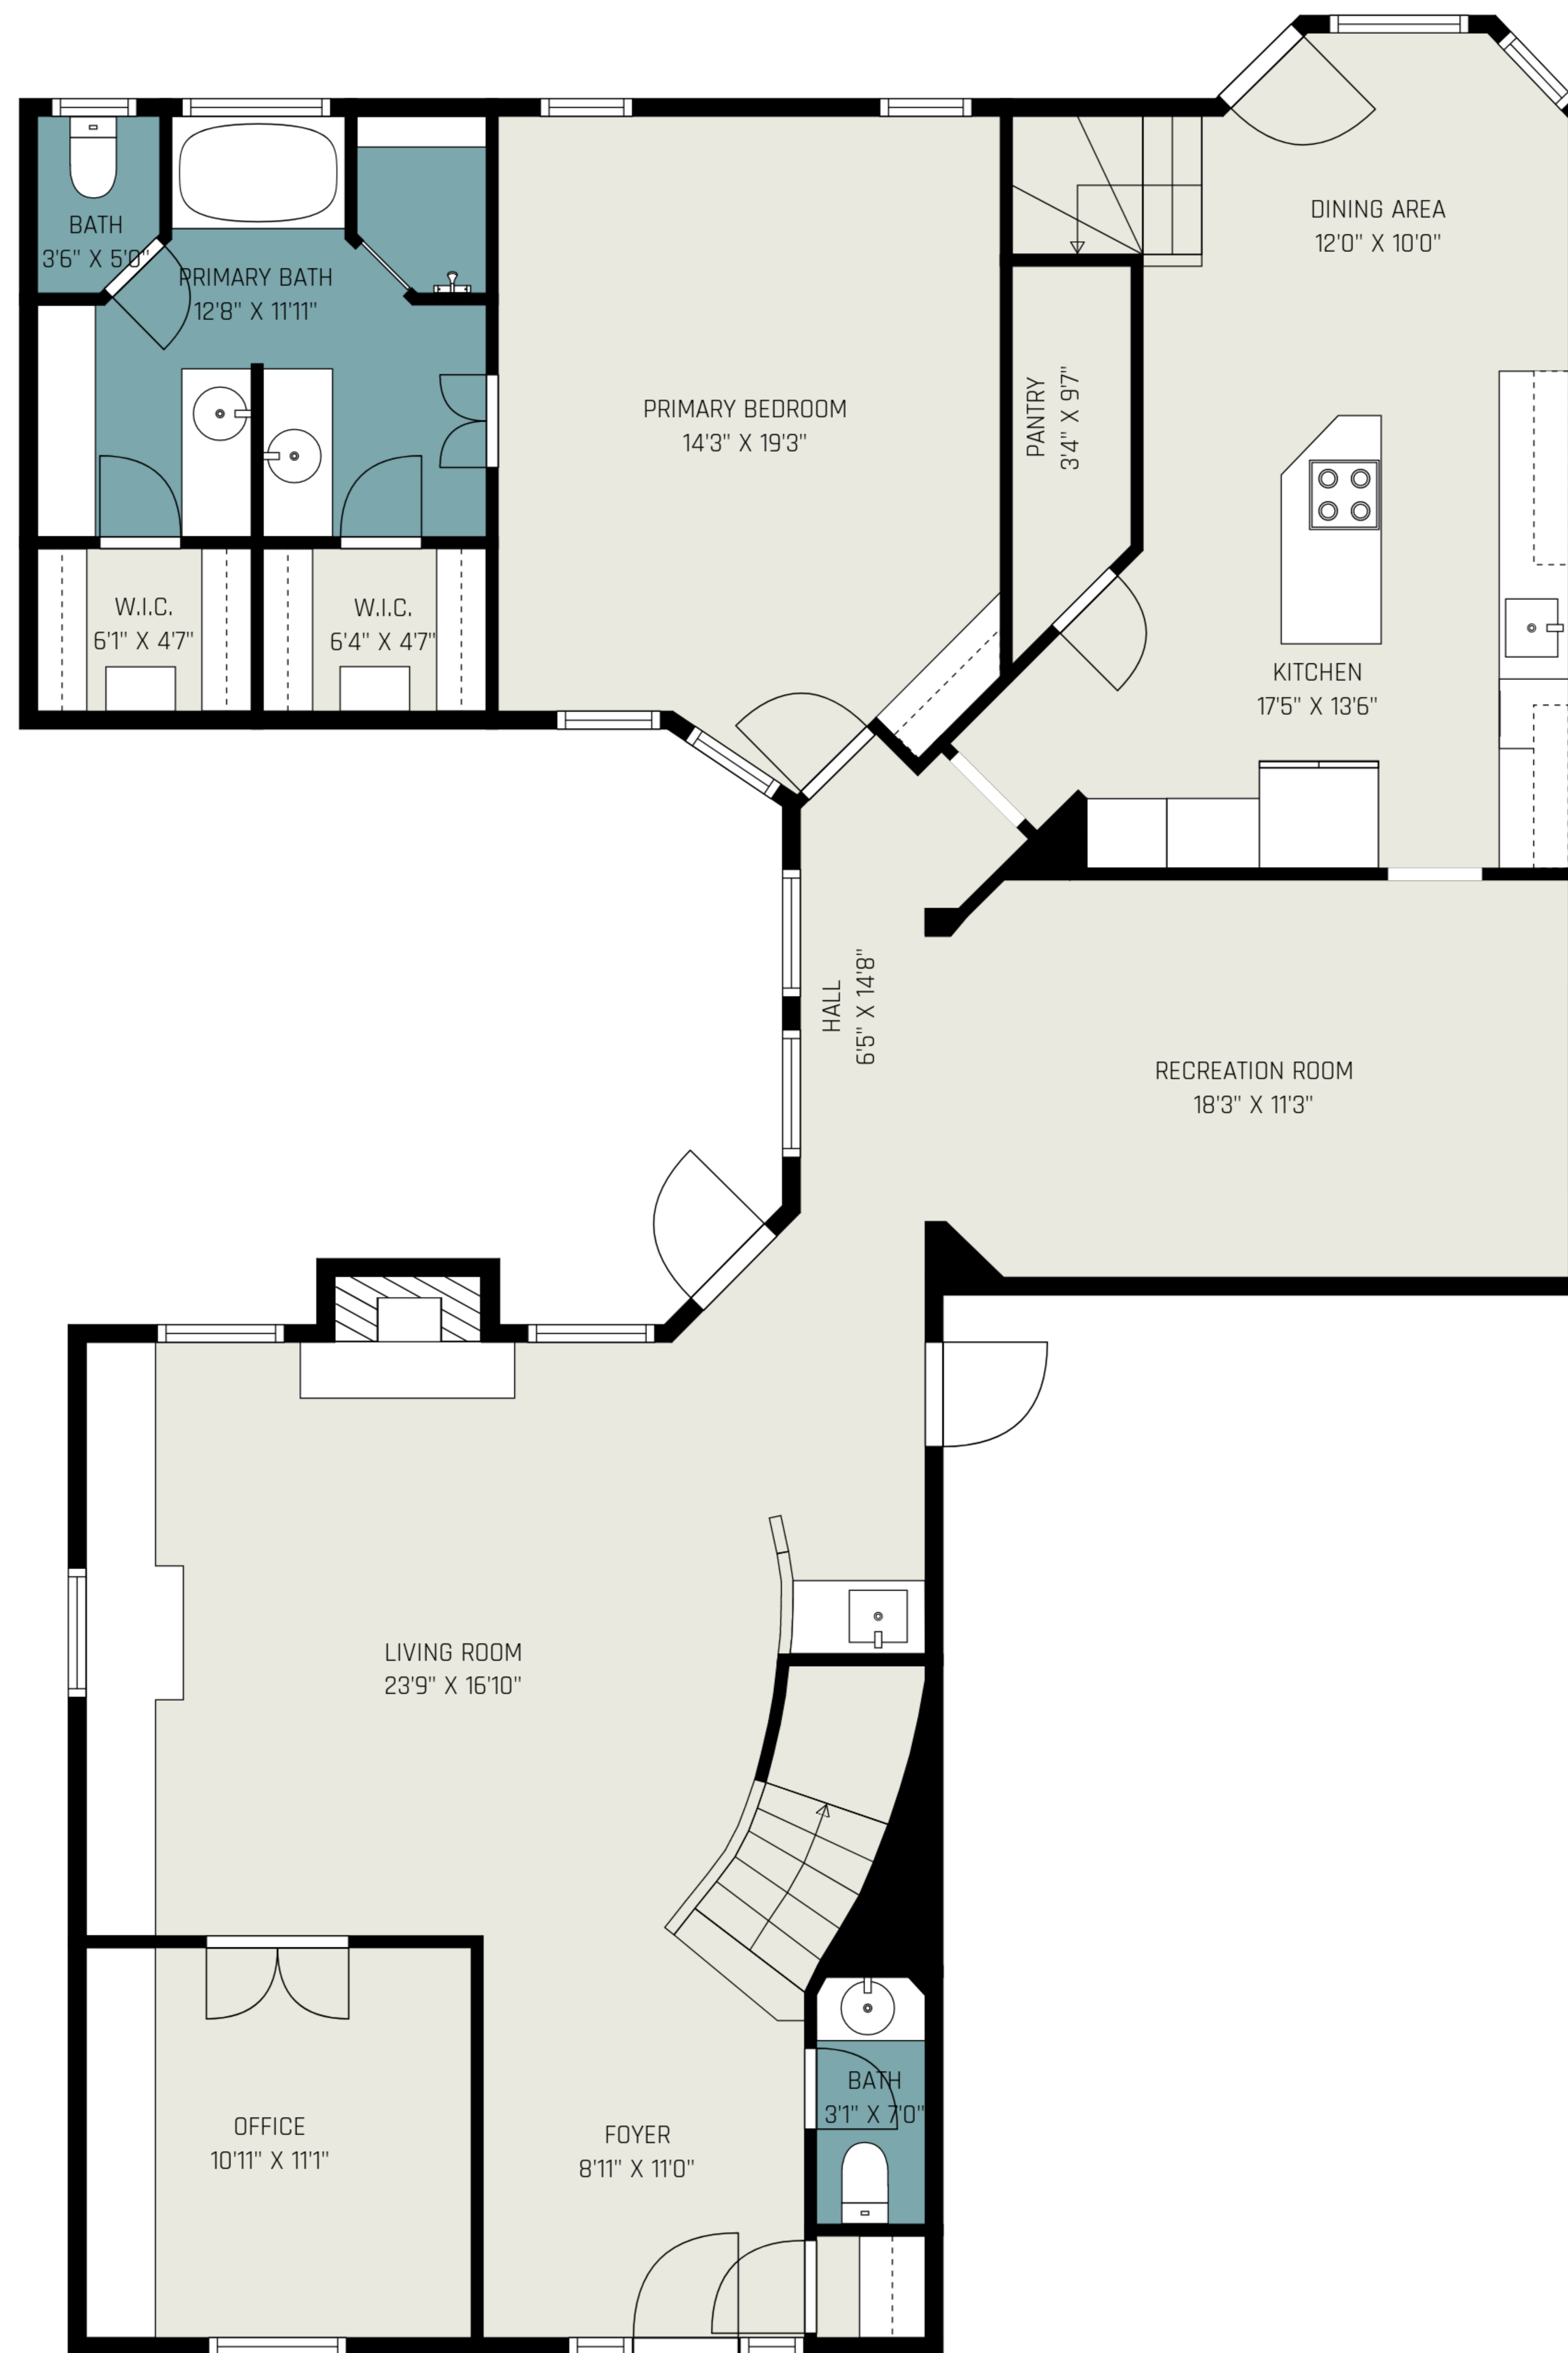 DINING AREA
12'0" X 10'0"
BATH
3'6" X 5'0"
PRIMARY BATH
12'8" X 11'11"
PRIMARY BEDROOM
14'3" X 19'3"
PANTRY
3'4" X 9'7"
W.I.C.
6'1" X 4'7"
W.I.C.
6'4" X 4'7"
KITCHEN
17'5" X 13'6"
HALL
6'5" X 14'8"
RECREATION ROOM
18'3" X 11'3"
LIVING ROOM
23'9" X 16'10"
BATH
3'1" X 7'0"
OFFICE
10'11" X 11'1"
FOYER
8'11" X 11'0"